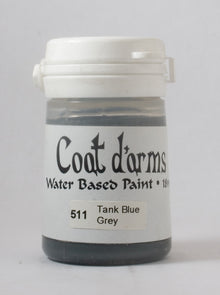 Coat d'arms
Water Based Paint •
511 Tank Blue
Grey